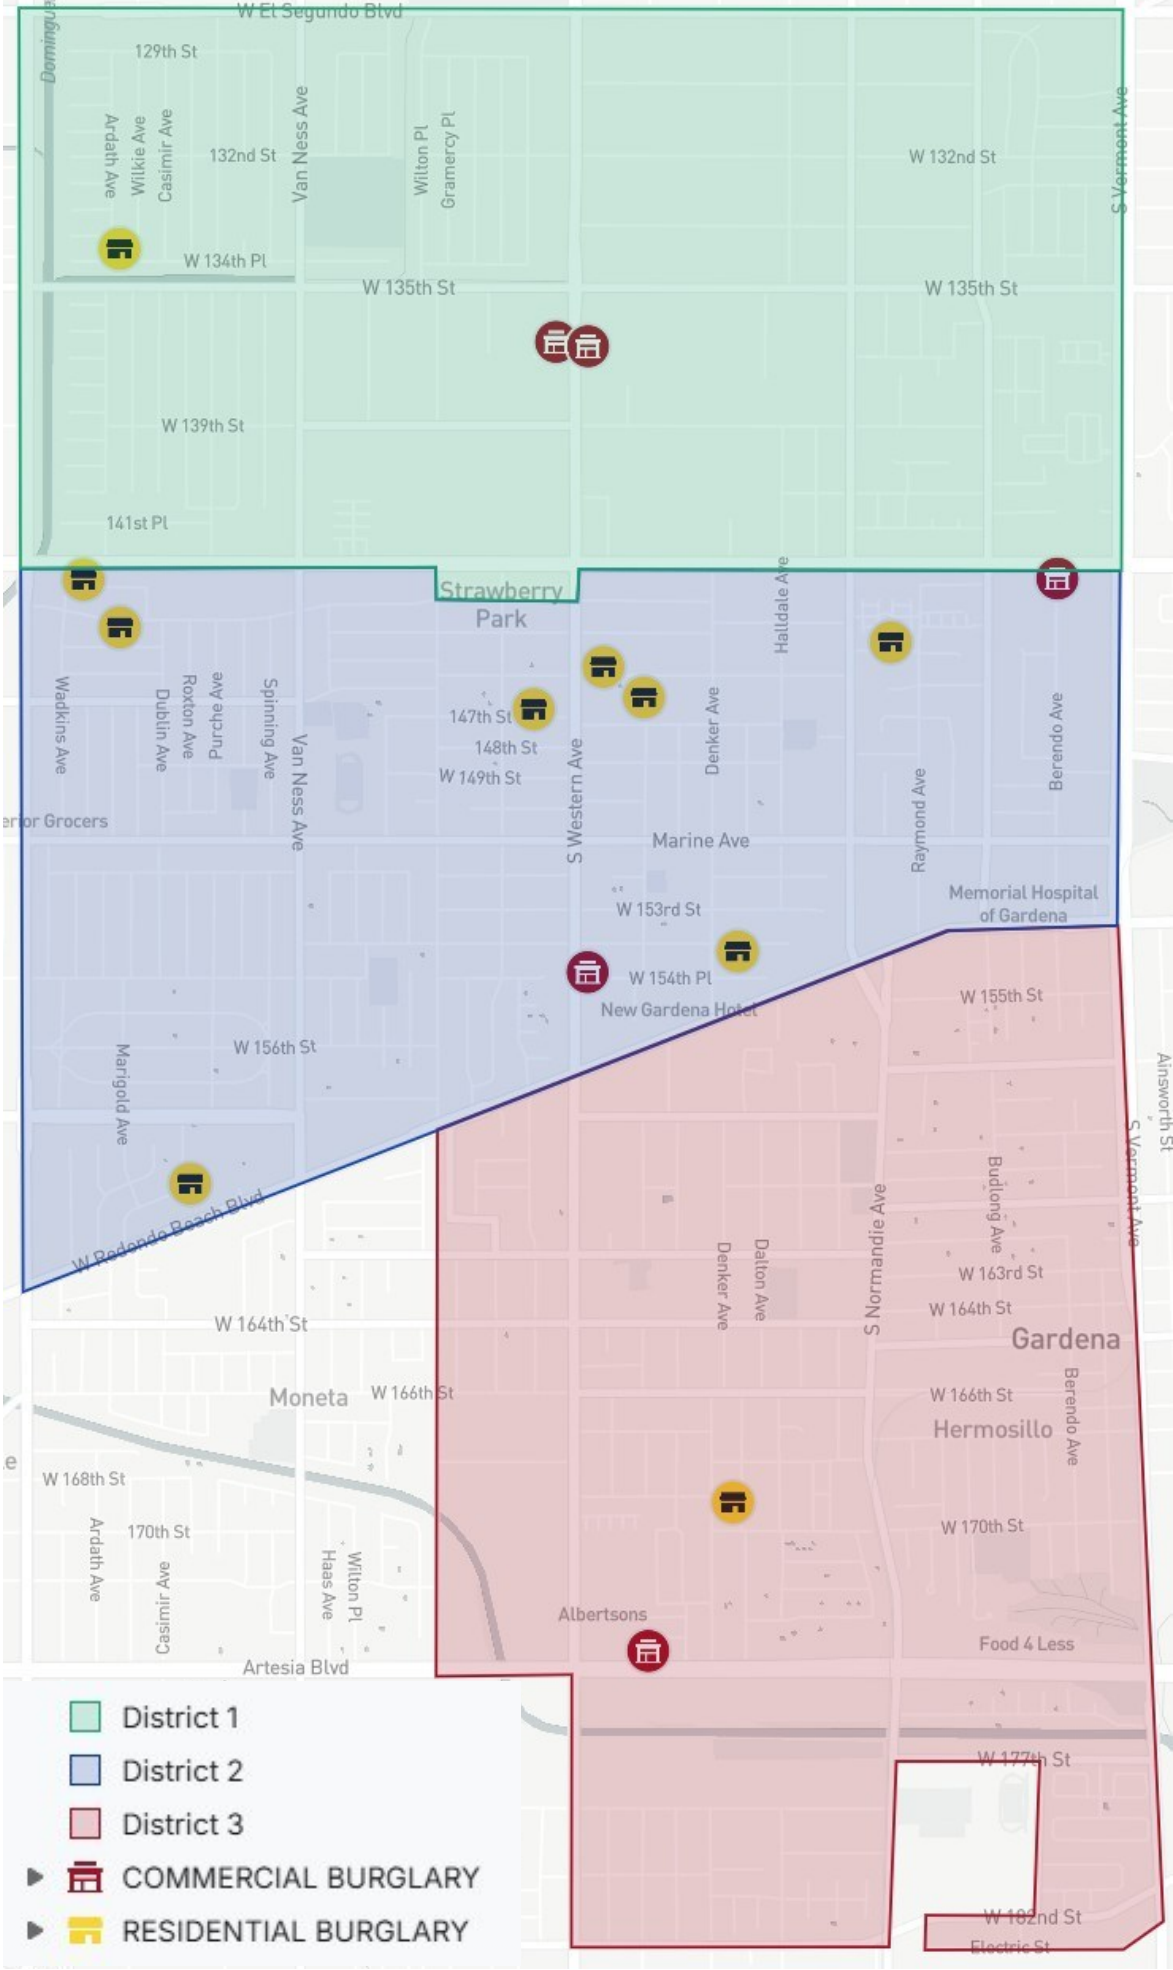 W El Segundo Blvd
Domingue
129th St
Ardath Ave
Wilkie Ave
Casimir Ave
132nd St
Van Ness Ave
Wilton Pl
Gramercy Pl
W 132nd St
S Vermont Ave
W 134th Pl
W 135th St
W 135th St
W 139th St
141st Pl
Strawberry
Park
Halldale Ave
Wadkins Ave
Dublin Ave
Roxton Ave
Purche Ave
Spinning Ave
Van Ness Ave
147th St
148th St
W 149th St
S Western Ave
Denker Ave
Berendo Ave
erior Grocers
Marine Ave
Raymond Ave
Memorial Hospital
of Gardena
W 153rd St
W 154th Pl
New Gardena Hotel
W 155th St
W 156th St
Marigold Ave
Ainsworth St
S Vermont Ave
W Redondo Beach Blvd
Budlong Ave
S Normandie Ave
Denker Ave
Dalton Ave
W 163rd St
W 164th St
W 164th St
Gardena
Moneta
W 166th St
W 166th St
Berendo Ave
Hermosillo
le
W 168th St
Ardath Ave
170th St
Casimir Ave
Haas Ave
Wilton Pl
W 170th St
Albertsons
Food 4 Less
Artesia Blvd
W 177th St
W 182nd St
Electric St
District 1
District 2
District 3
COMMERCIAL BURGLARY
RESIDENTIAL BURGLARY